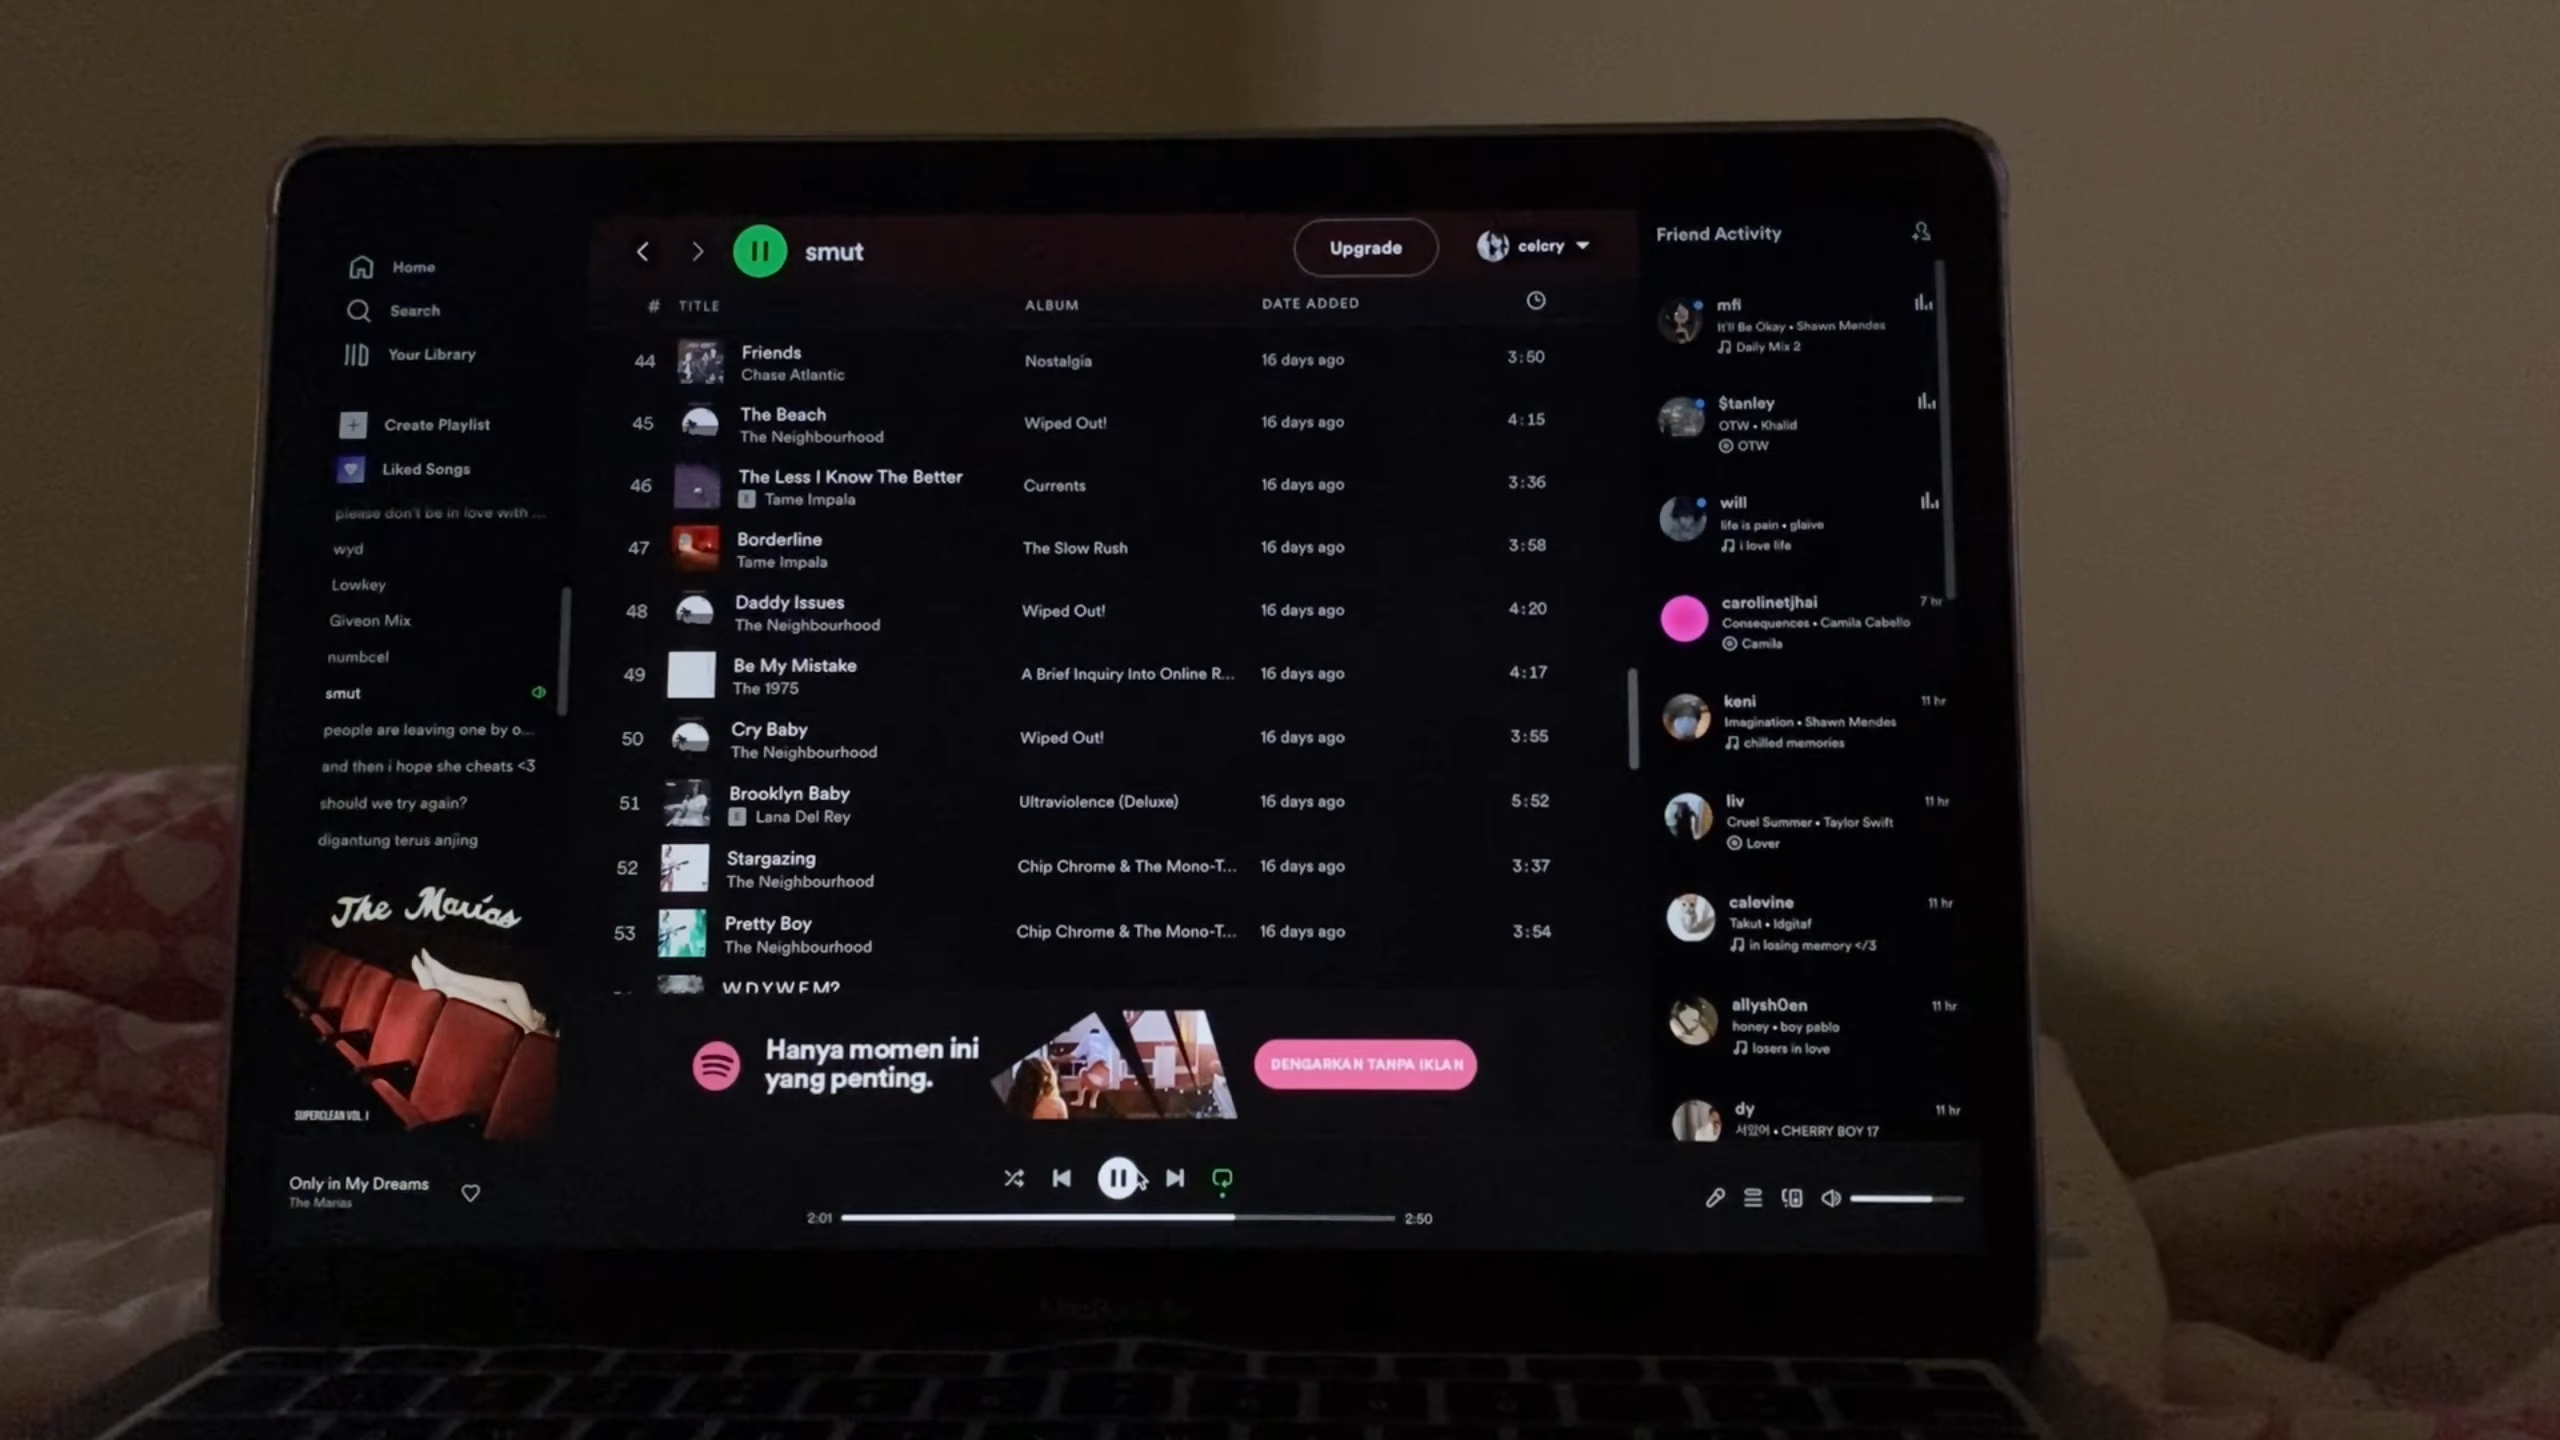 Home
Search
Your Library
Create Playlist
Liked Songs
please don't be in love with ...
wyd
Lowkey
Giveon Mix
numbcel
smut
people are leaving one by o...
and then i hope she cheats <3
should we try again?
digantung terus anjing
The Marías
SUPERCLEAN VOL. I
Only in My Dreams
The Marías
smut
Upgrade
celcry
# TITLE ALBUM DATE ADDED
44 Friends Nostalgia 16 days ago 3:50
Chase Atlantic
45 The Beach Wiped Out! 16 days ago 4:15
The Neighbourhood
46 The Less I Know The Better Currents 16 days ago 3:36
E Tame Impala
47 Borderline The Slow Rush 16 days ago 3:58
Tame Impala
48 Daddy Issues Wiped Out! 16 days ago 4:20
The Neighbourhood
49 Be My Mistake A Brief Inquiry Into Online R... 16 days ago 4:17
The 1975
50 Cry Baby Wiped Out! 16 days ago 3:55
The Neighbourhood
51 Brooklyn Baby Ultraviolence (Deluxe) 16 days ago 5:52
E Lana Del Rey
52 Stargazing Chip Chrome & The Mono-T... 16 days ago 3:37
The Neighbourhood
53 Pretty Boy Chip Chrome & The Mono-T... 16 days ago 3:54
The Neighbourhood
W.D.Y.W.F.M?
Hanya momen ini
yang penting.
DENGARKAN TANPA IKLAN
2:01 2:50
Friend Activity
mfi
It'll Be Okay • Shawn Mendes
Daily Mix 2
$tanley
OTW • Khalid
OTW
will
life is pain • glaive
i love life
carolinetjhai 7 hr
Consequences • Camila Cabello
Camila
keni 11 hr
Imagination • Shawn Mendes
chilled memories
liv 11 hr
Cruel Summer • Taylor Swift
Lover
calevine 11 hr
Takut • Idgitaf
in losing memory </3
allysh0en 11 hr
honey • boy pablo
losers in love
dy 11 hr
• CHERRY BOY 17